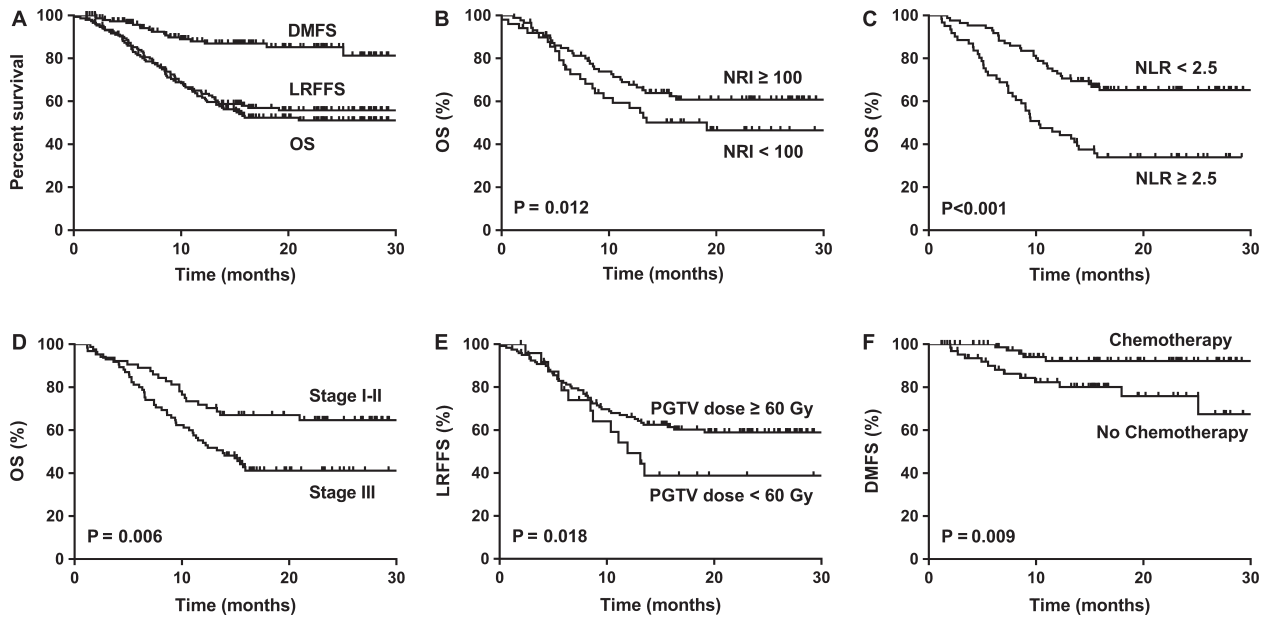 A
Percent survival
100
80
60
40
20
0
DMFS
LRFFS
OS
0 10 20 30
Time (months)
B
OS (%)
100
80
60
40
20
0
NRI ≥ 100
NRI < 100
P = 0.012
0 10 20 30
Time (months)
C
OS (%)
100
80
60
40
20
0
NLR < 2.5
NLR ≥ 2.5
P<0.001
0 10 20 30
Time (months)
D
OS (%)
100
80
60
40
20
0
Stage I-II
Stage III
P = 0.006
0 10 20 30
Time (months)
E
LRFFS (%)
100
80
60
40
20
0
PGTV dose ≥ 60 Gy
PGTV dose < 60 Gy
P = 0.018
0 10 20 30
Time (months)
F
DMFS (%)
100
80
60
40
20
0
Chemotherapy
No Chemotherapy
P = 0.009
0 10 20 30
Time (months)